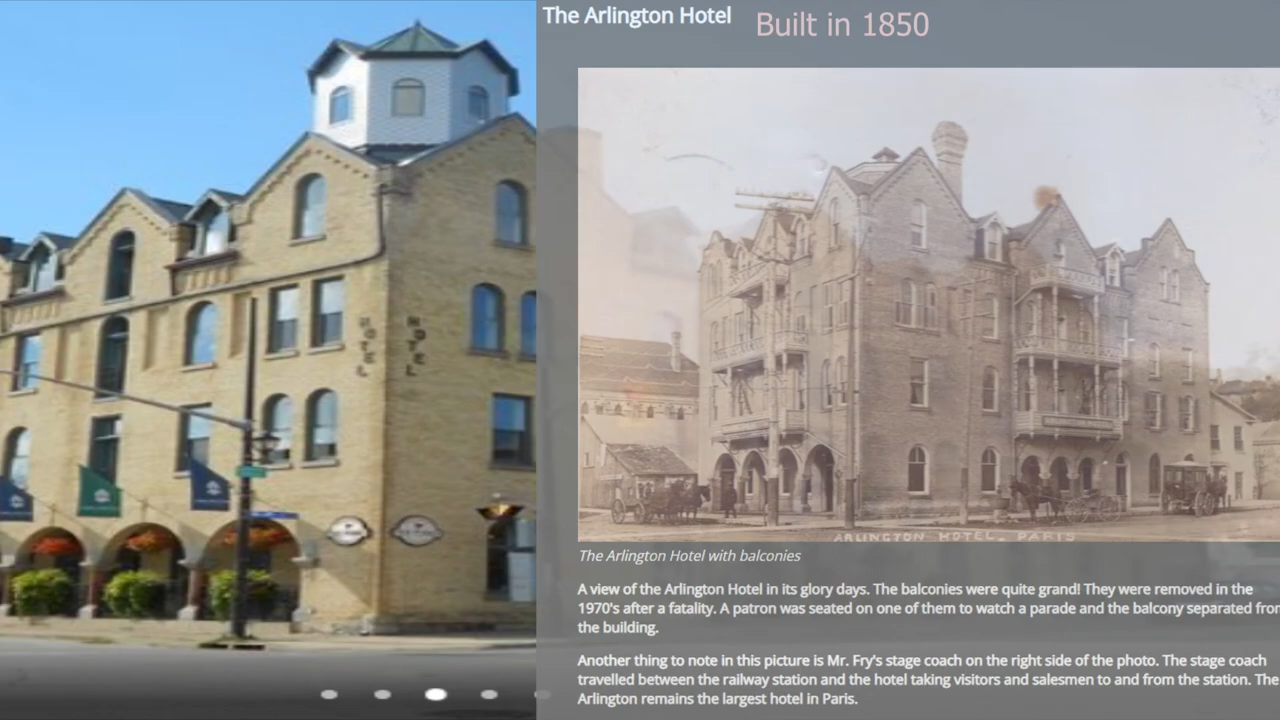 The Arlington Hotel
Built in 1850
HOTEL
HOTEL
ARLINGTON HOTEL. PARIS
The Arlington Hotel with balconies
A view of the Arlington Hotel in its glory days. The balconies were quite grand! They were removed in the
1970's after a fatality. A patron was seated on one of them to watch a parade and the balcony separated from
the building.
Another thing to note in this picture is Mr. Fry's stage coach on the right side of the photo. The stage coach
travelled between the railway station and the hotel taking visitors and salesmen to and from the station. The
Arlington remains the largest hotel in Paris.